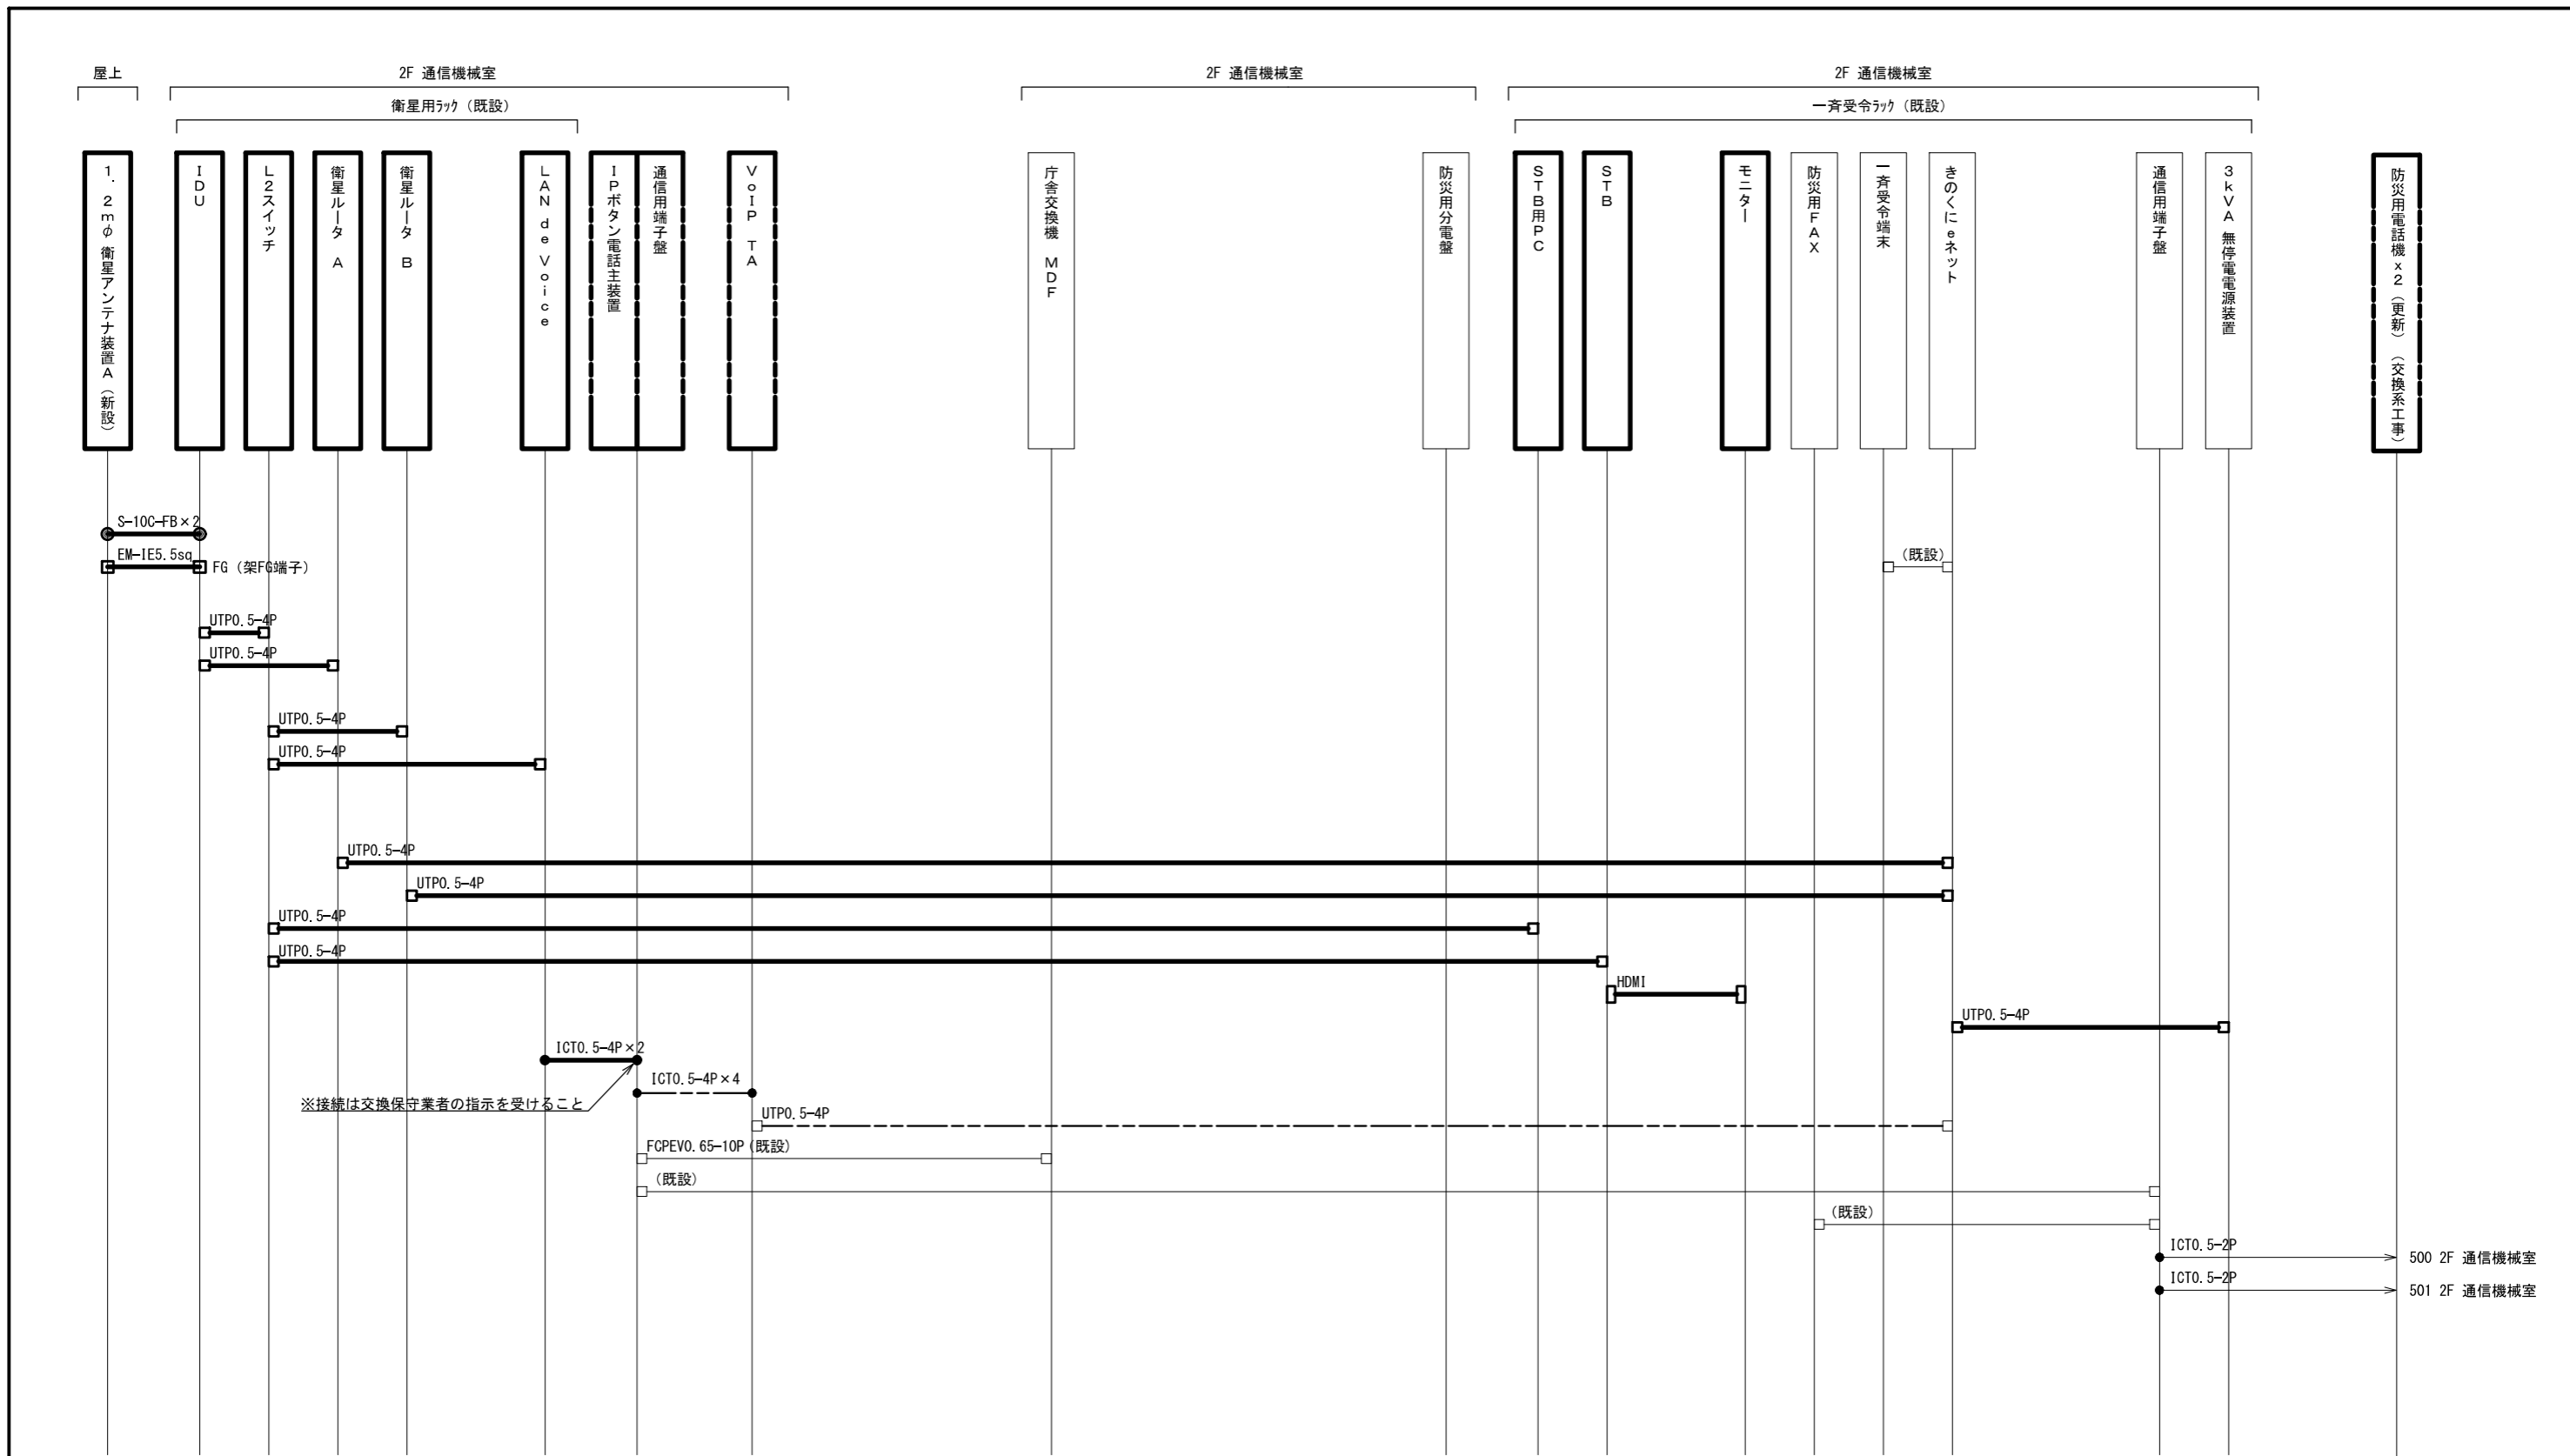 屋上
2F 通信機械室
2F 通信機械室
2F 通信機械室
衛星用ﾗｯｸ（既設）
一斉受令ﾗｯｸ（既設）
１．２ｍφ 衛星アンテナ装置Ａ（新設）
ＩＤＵ
Ｌ２スイッチ
衛星ルータ Ａ
衛星ルータ Ｂ
ＬＡＮ ｄｅ Ｖｏｉｃｅ
ＩＰボタン電話主装置
通信用端子盤
ＶｏＩＰ ＴＡ
庁舎交換機 ＭＤＦ
防災用分電盤
ＳＴＢ用ＰＣ
ＳＴＢ
モニター
防災用ＦＡＸ
一斉受令端末
きのくにｅネット
通信用端子盤
３ｋＶＡ 無停電電源装置
防災用電話機ｘ２（更新）（交換系工事）
S-10C-FB×2
EM-IE5.5sq
FG（架FG端子）
（既設）
UTP0.5-4P
UTP0.5-4P
UTP0.5-4P
UTP0.5-4P
UTP0.5-4P
UTP0.5-4P
UTP0.5-4P
UTP0.5-4P
HDMI
UTP0.5-4P
ICT0.5-4P×2
ICT0.5-4P×4
※接続は交換保守業者の指示を受けること
UTP0.5-4P
FCPEV0.65-10P(既設)
（既設）
（既設）
ICT0.5-2P
500 2F 通信機械室
ICT0.5-2P
501 2F 通信機械室